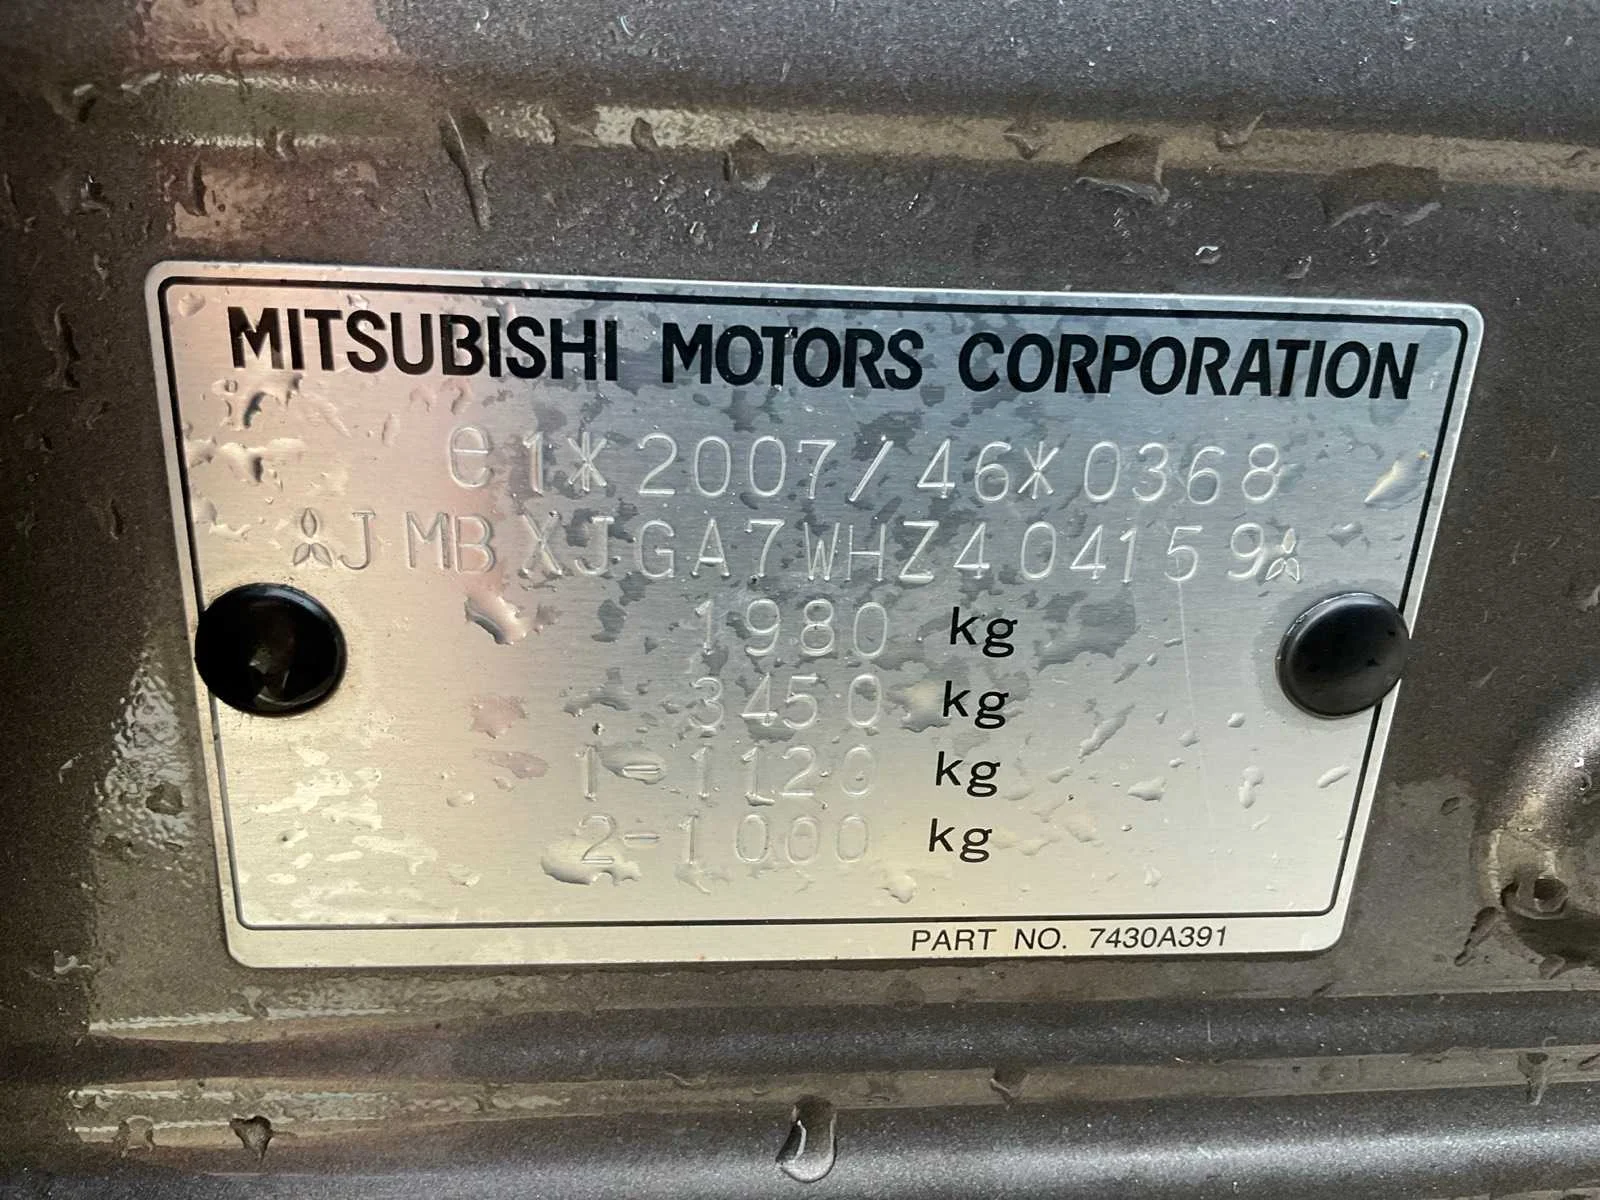 MITSUBISHI MOTORS CORPORATION
e1*2007/46*0368
JMBXJGA7WHZ404159
1980 kg
3450 kg
1-1120 kg
2-1000 kg
PART NO. 7430A391